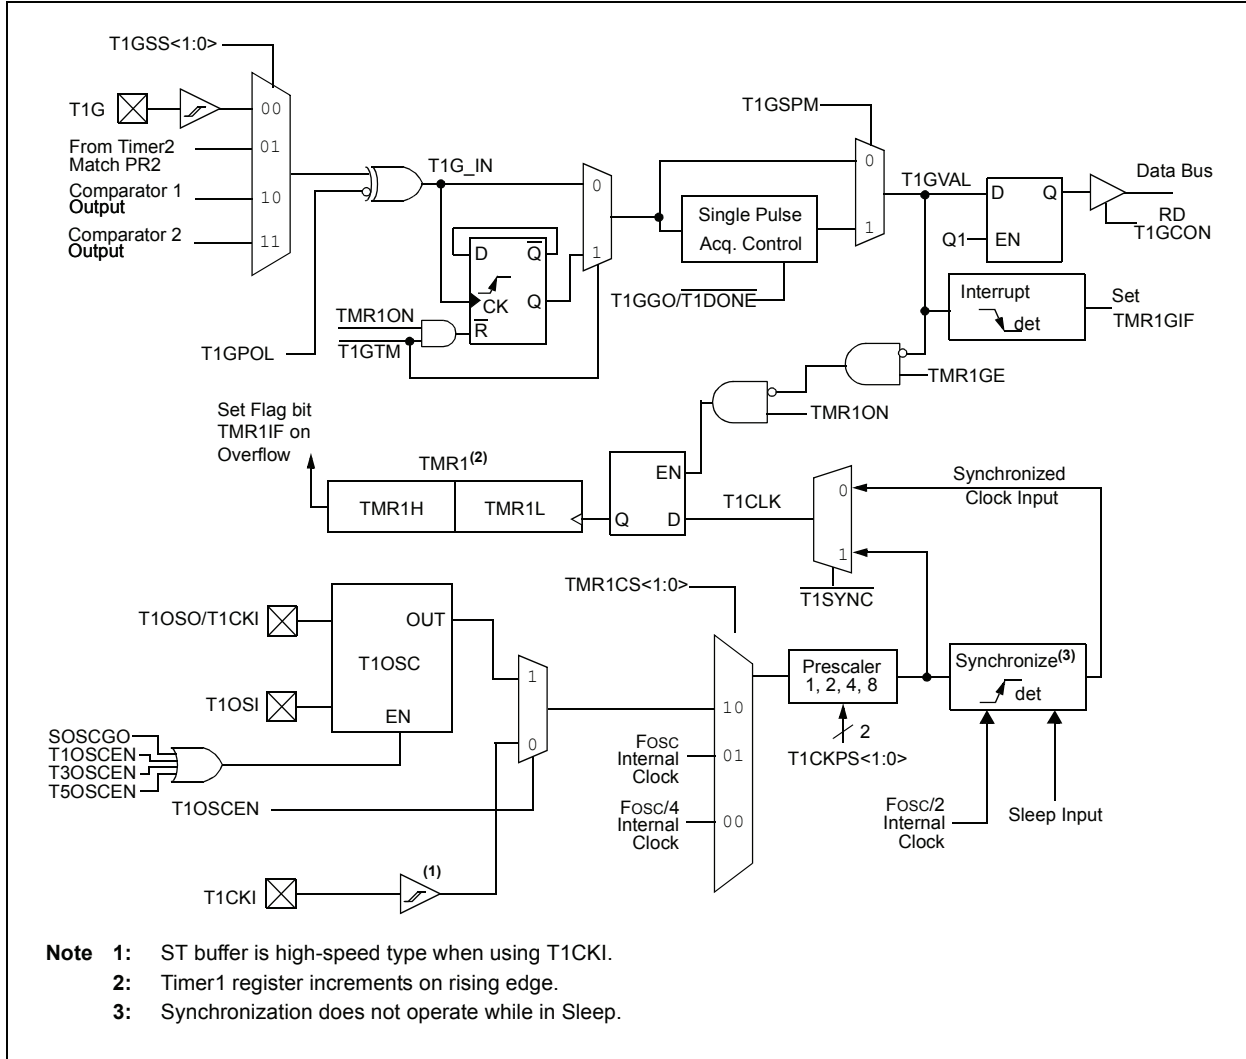 T1GSS<1:0>
T1G
00
From Timer2
Match PR2
01
Comparator 1
Output
10
Comparator 2
Output
11
T1G_IN
T1GPOL
TMR1ON
T1GTM
D
Q
CK
Q
R
0
1
T1GSPM
Single Pulse
Acq. Control
T1GGO/T1DONE
0
1
T1GVAL
D
Q
Q1
EN
Data Bus
RD
T1GCON
Interrupt
det
Set
TMR1GIF
TMR1GE
TMR1ON
Set Flag bit
TMR1IF on
Overflow
TMR1(2)
TMR1H
TMR1L
EN
Q
D
T1CLK
0
1
T1SYNC
Synchronized
Clock Input
TMR1CS<1:0>
T1OSO/T1CKI
OUT
T1OSC
T1OSI
EN
SOSCGO
T1OSCEN
T3OSCEN
T5OSCEN
T1OSCEN
1
0
T1CKI
(1)
10
FOSC
Internal
Clock
01
FOSC/4
Internal
Clock
00
Prescaler
1, 2, 4, 8
2
T1CKPS<1:0>
Synchronize(3)
det
FOSC/2
Internal
Clock
Sleep Input
Note 1: ST buffer is high-speed type when using T1CKI.
2: Timer1 register increments on rising edge.
3: Synchronization does not operate while in Sleep.